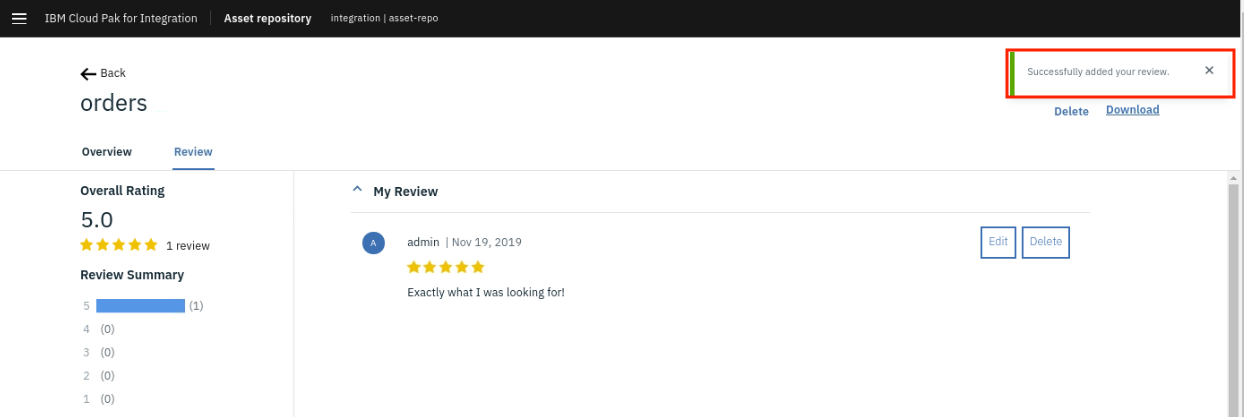 IBM Cloud Pak for Integration Asset repository integration | asset-repo
Back
Successfully added your review.
orders
Delete Download
Overview Review
Overall Rating
5.0
1 review
Review Summary
5 (1)
4 (0)
3 (0)
2 (0)
1 (0)
My Review
A
admin | Nov 19, 2019
Edit Delete
Exactly what I was looking for!